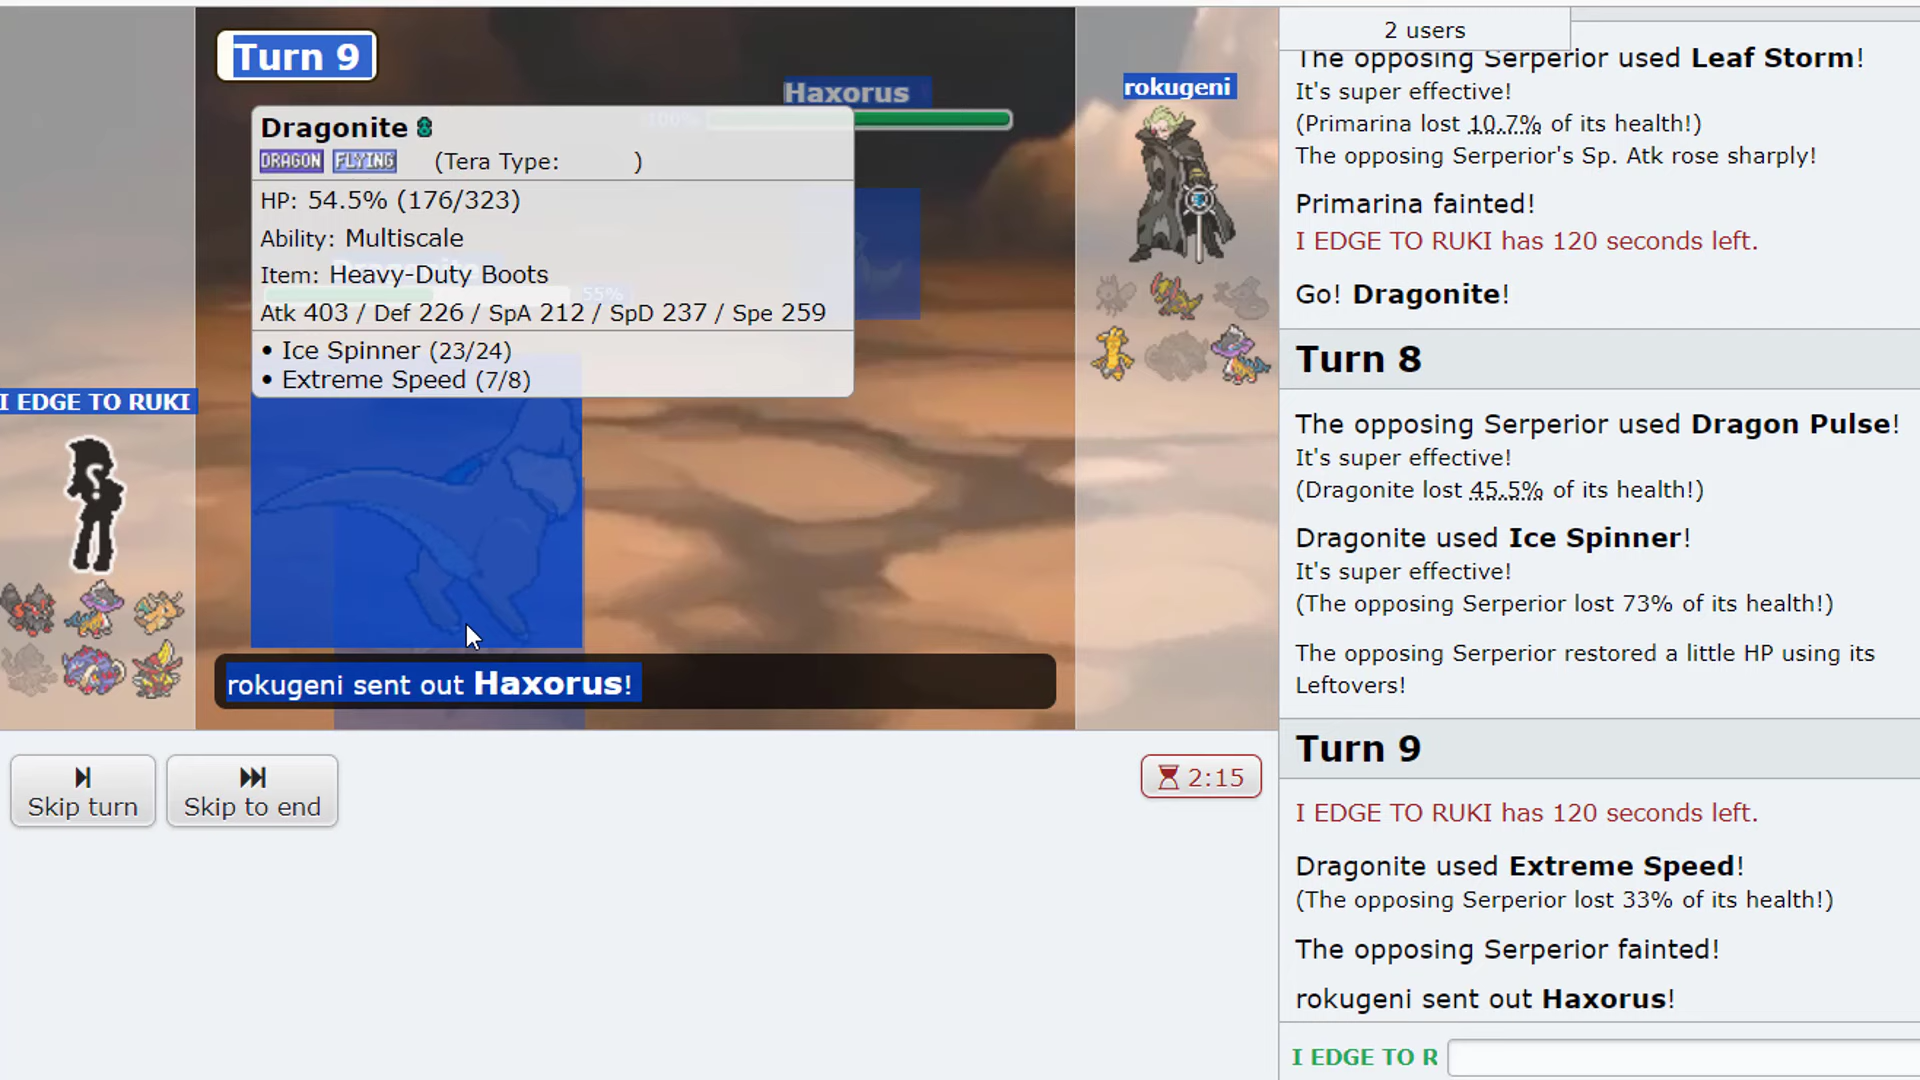 Turn 9
Haxorus
100%
Dragonite
DRAGON FLYING (Tera Type: )
HP: 54.5% (176/323)
Ability: Multiscale
Item: Heavy-Duty Boots
55%
Atk 403 / Def 226 / SpA 212 / SpD 237 / Spe 259
• Ice Spinner (23/24)
• Extreme Speed (7/8)
I EDGE TO RUKI
?
rokugeni
rokugeni sent out Haxorus!
Skip turn
Skip to end
2:15
2 users
The opposing Serperior used Leaf Storm!
It's super effective!
(Primarina lost 10.7% of its health!)
The opposing Serperior's Sp. Atk rose sharply!
Primarina fainted!
I EDGE TO RUKI has 120 seconds left.
Go! Dragonite!
Turn 8
The opposing Serperior used Dragon Pulse!
It's super effective!
(Dragonite lost 45.5% of its health!)
Dragonite used Ice Spinner!
It's super effective!
(The opposing Serperior lost 73% of its health!)
The opposing Serperior restored a little HP using its
Leftovers!
Turn 9
I EDGE TO RUKI has 120 seconds left.
Dragonite used Extreme Speed!
(The opposing Serperior lost 33% of its health!)
The opposing Serperior fainted!
rokugeni sent out Haxorus!
I EDGE TO R